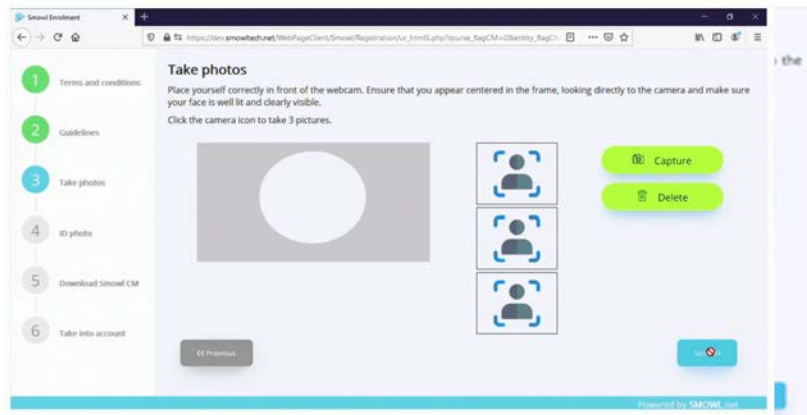 Smowl Enrolment
https://dev.smowltech.net/WebPageClient/Smowl/Registration/ur_html5.php?course_flagCM=0&entity_flagC
1 Terms and conditions
2 Guidelines
3 Take photos
4 ID photo
5 Download Smowl CM
6 Take into account
Take photos
Place yourself correctly in front of the webcam. Ensure that you appear centered in the frame, looking directly to the camera and make sure
your face is well lit and clearly visible.
Click the camera icon to take 3 pictures.
Capture
Delete
<< Previous
Powered by SMOWL.net
the